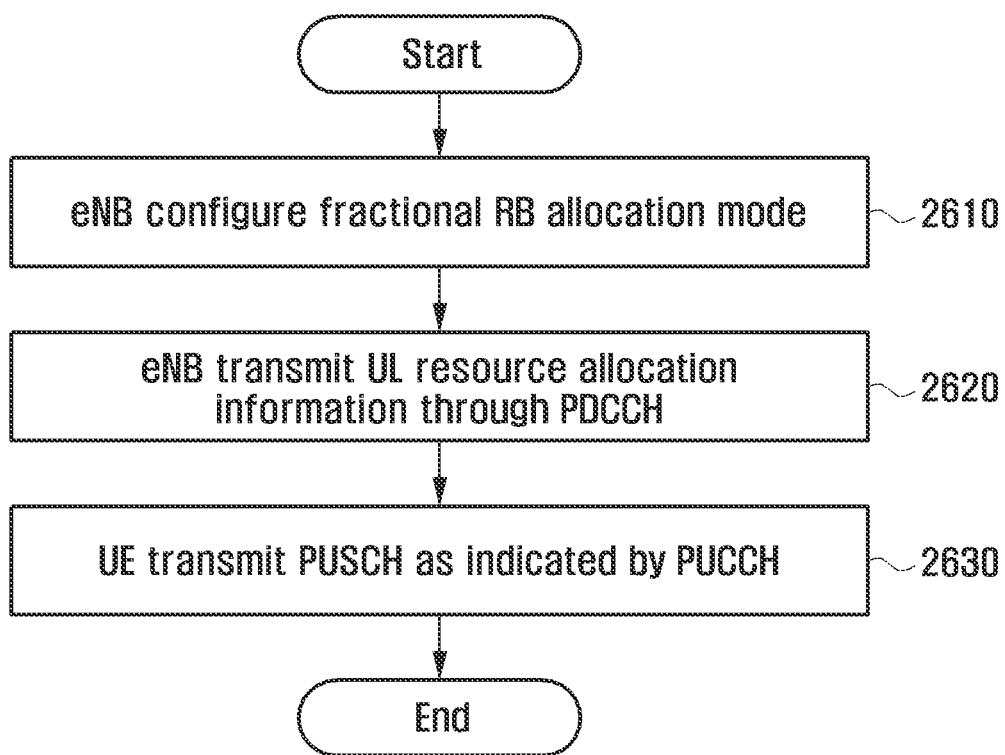 Start
eNB configure fractional RB allocation mode
2610
eNB transmit UL resource allocation
information through PDCCH
2620
UE transmit PUSCH as indicated by PUCCH
2630
End